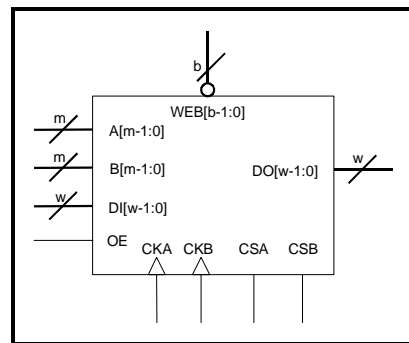 b
WEB[b-1:0]
m
A[m-1:0]
m
B[m-1:0]
DO[w-1:0]
w
w
DI[w-1:0]
OE
CKA CKB CSA CSB